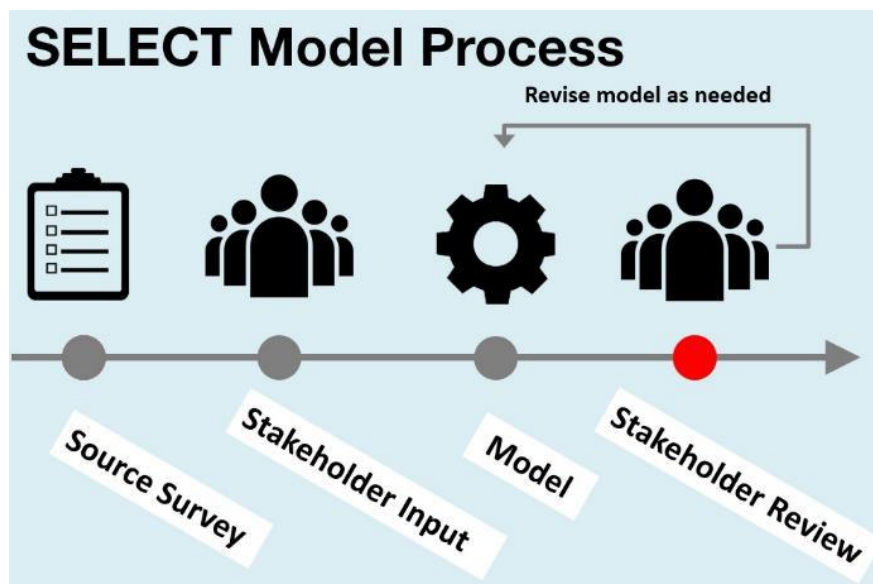 SELECT Model Process
Revise model as needed
Source Survey
Stakeholder Input
Model
Stakeholder Review